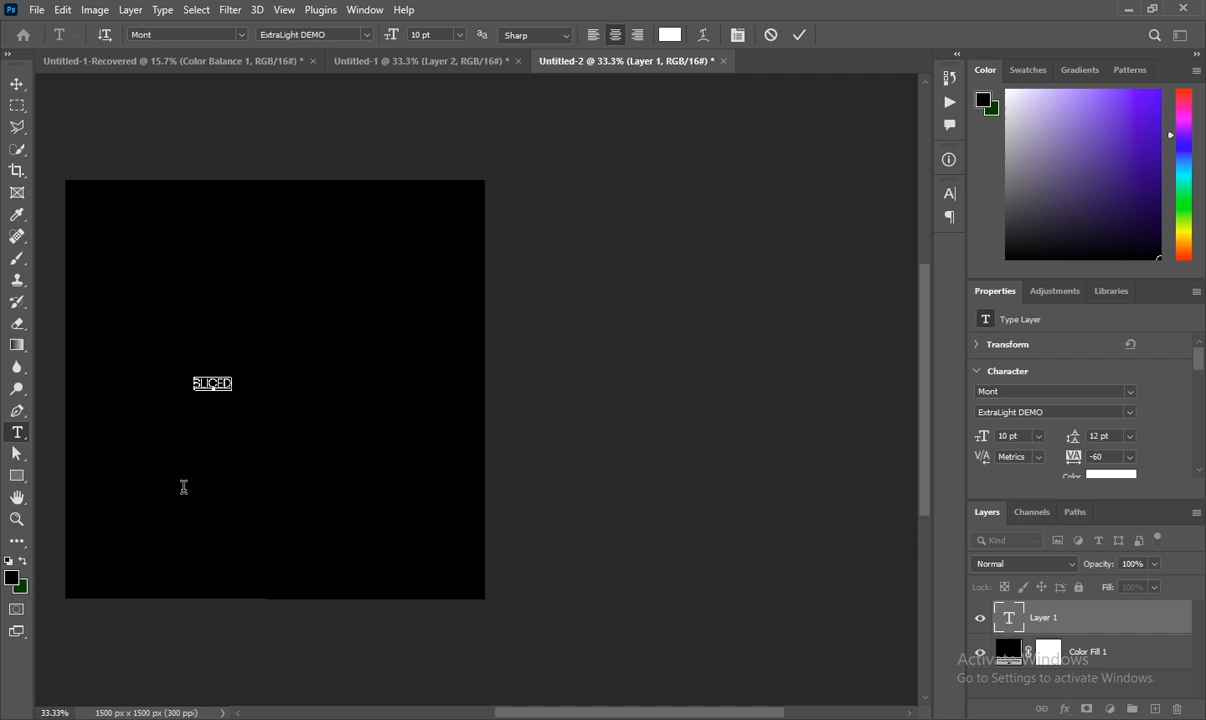 Ps File Edit Image Layer Type Select Filter 3D View Plugins Window Help
T Mont ExtraLight DEMO 10 pt Sharp
Untitled-1-Recovered @ 15.7% (Color Balance 1, RGB/16#) * × Untitled-1 @ 33.3% (Layer 2, RGB/16#) * × Untitled-2 @ 33.3% (Layer 1, RGB/16#) * ×
Color Swatches Gradients Patterns
Properties Adjustments Libraries
T Type Layer
Transform
Character
Mont
ExtraLight DEMO
10 pt 12 pt
Metrics -60
Color
SLICED
Layers Channels Paths
Kind
Normal Opacity: 100%
Lock: Fill: 100%
T Layer 1
Color Fill 1
Activate Windows
Go to Settings to activate Windows.
33.33% 1500 px x 1500 px (300 ppi)